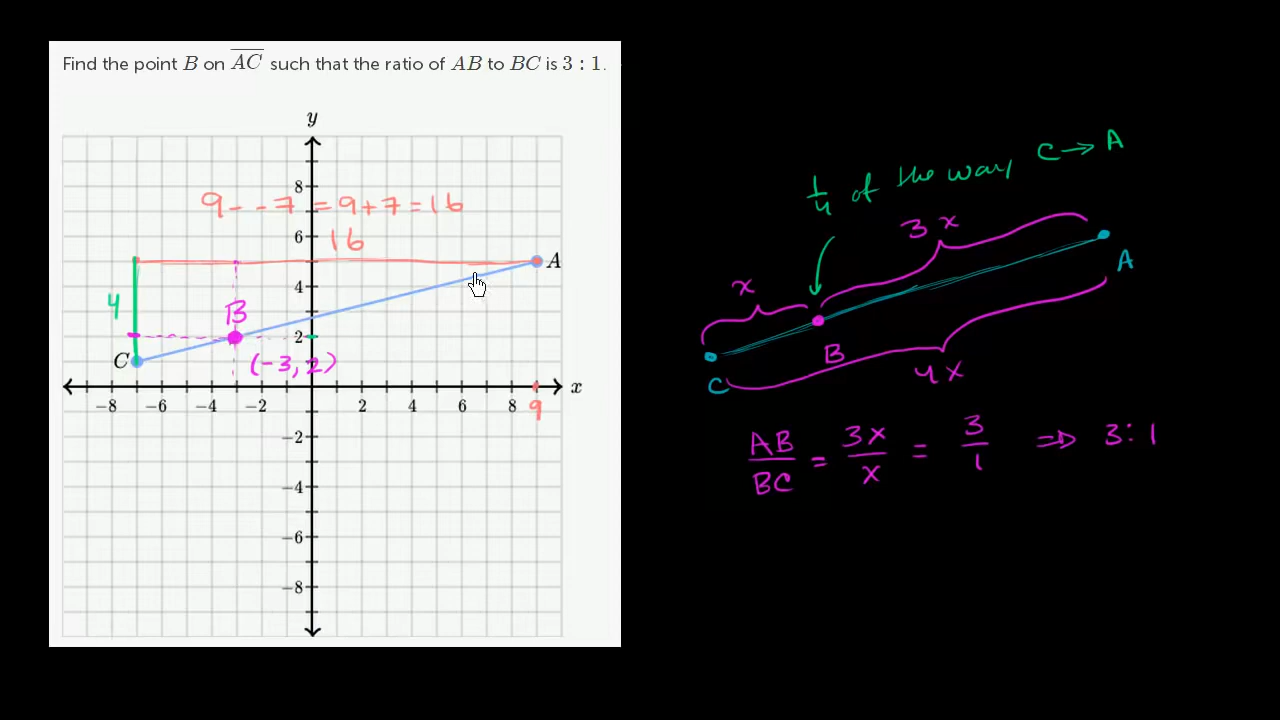 Find the point B on AC such that the ratio of AB to BC is 3 : 1.
y
8
9 - - 7 = 9 + 7 = 16
6
16
A
4
4
B
2
C
(-3, 2)
x
-8 -6 -4 -2 2 4 6 8 9
-2
-4
-6
-8
1/4 of the way C → A
3x
A
x
B
C
4x
AB/BC = 3x/x = 3/1 ⇒ 3:1